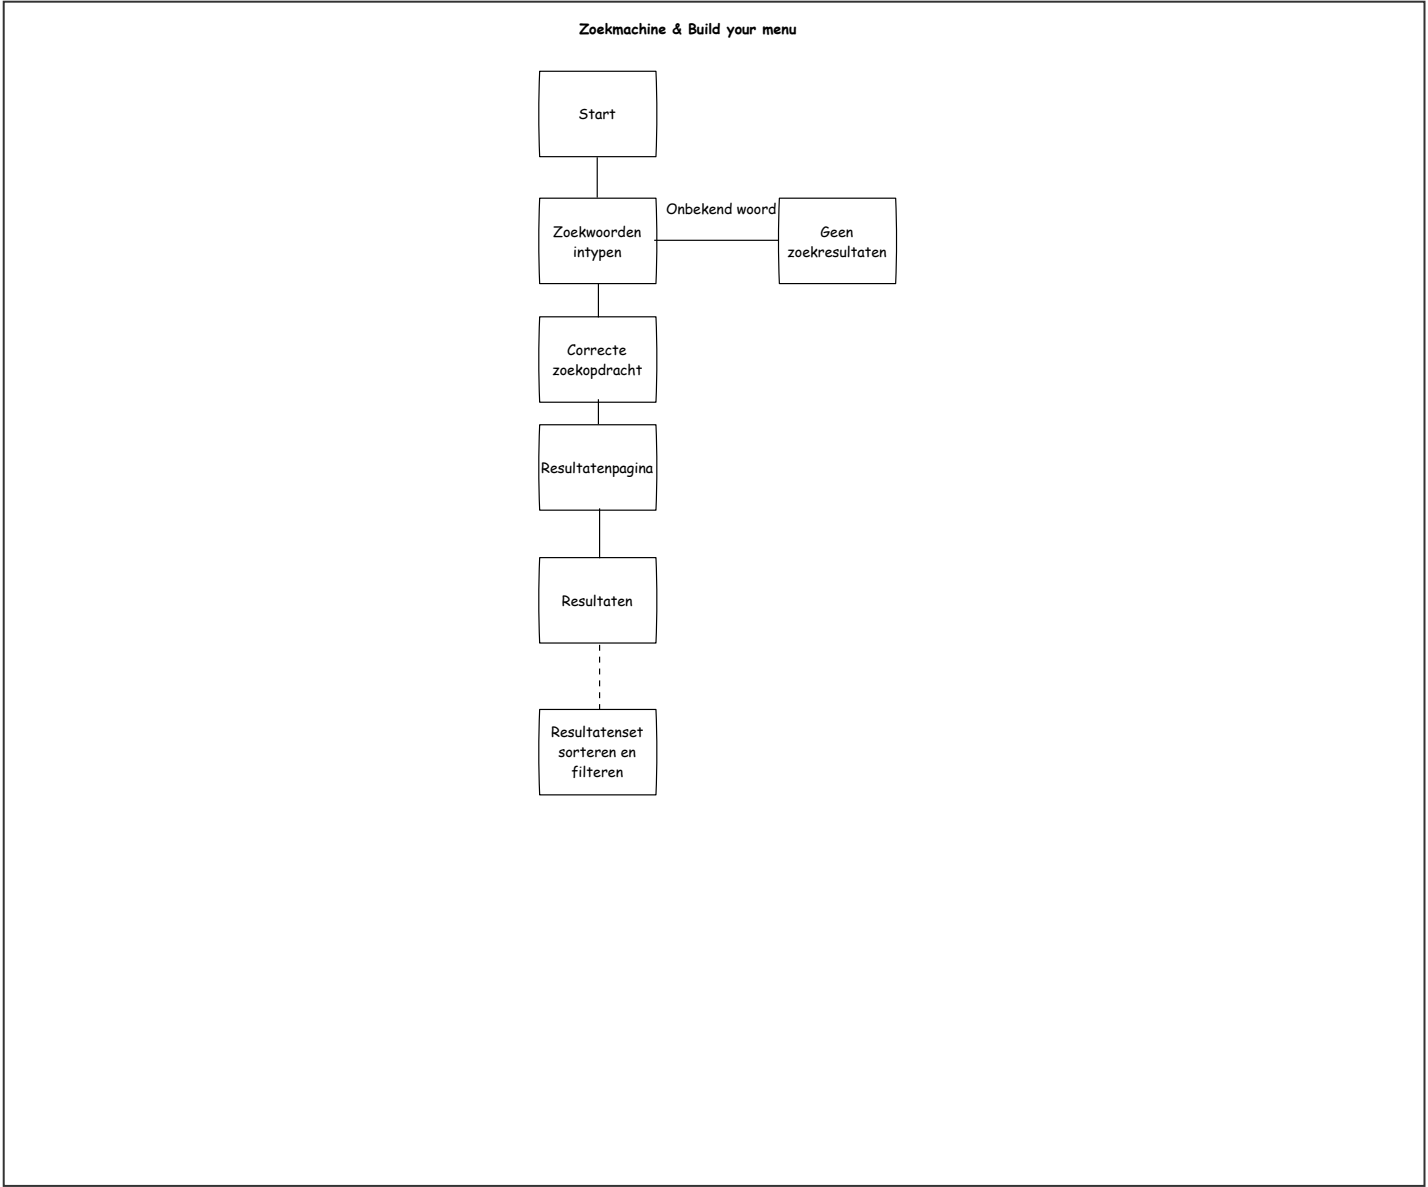 Zoekmachine & Build your menu
Start
Onbekend woord
Zoekwoorden
intypen
Geen
zoekresultaten
Correcte
zoekopdracht
Resultatenpagina
Resultaten
Resultatenset
sorteren en
filteren